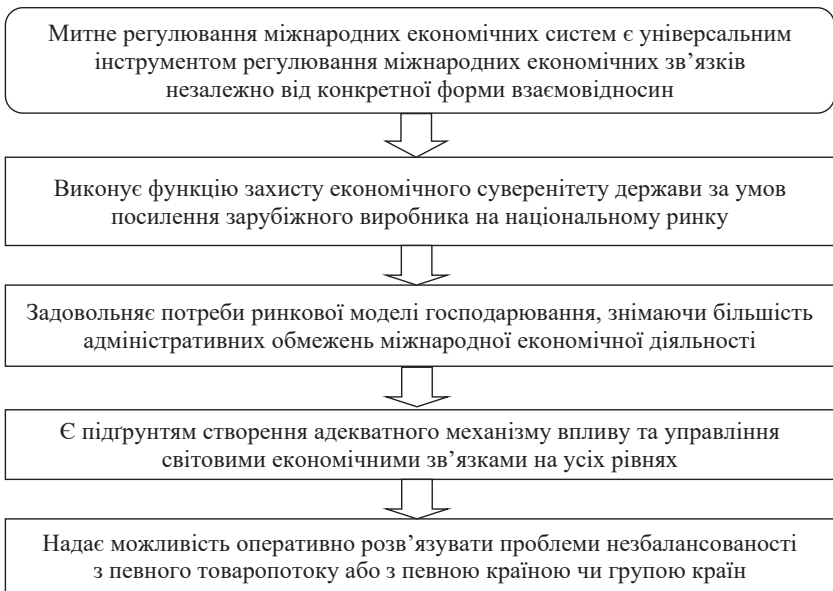 Митне регулювання міжнародних економічних систем є універсальним
інструментом регулювання міжнародних економічних зв’язків
незалежно від конкретної форми взаємовідносин
Виконує функцію захисту економічного суверенітету держави за умов
посилення зарубіжного виробника на національному ринку
Задовольняє потреби ринкової моделі господарювання, знімаючи більшість
адміністративних обмежень міжнародної економічної діяльності
Є підґрунтям створення адекватного механізму впливу та управління
світовими економічними зв’язками на усіх рівнях
Надає можливість оперативно розв’язувати проблеми незбалансованості
з певного товаропотоку або з певною країною чи групою країн